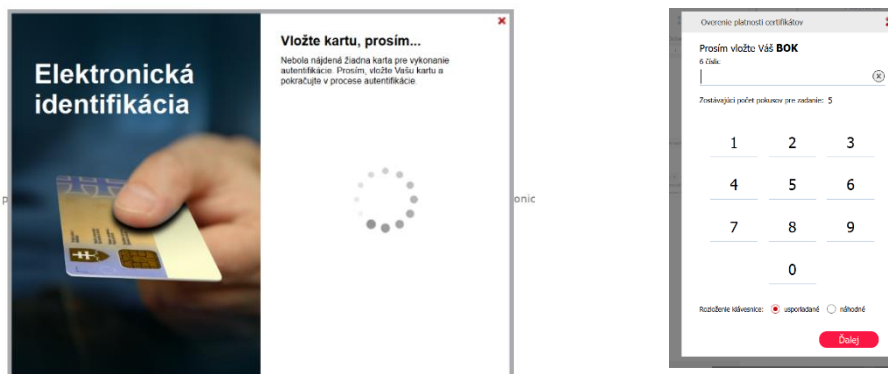 Elektronická
identifikácia
Vložte kartu, prosím...
Nebola nájdená žiadna karta pre vykonanie
autentifikácie. Prosím, vložte Vašu kartu a
pokračujte v procese autentifikácie.
p
onic
Overenie platnosti certifikátov
Prosím vložte Váš BOK
6 číslic
Zostávajúci počet pokusov pre zadanie: 5
1 2 3
4 5 6
7 8 9
0
Rozloženie klávesnice: usporiadané náhodné
Ďalej